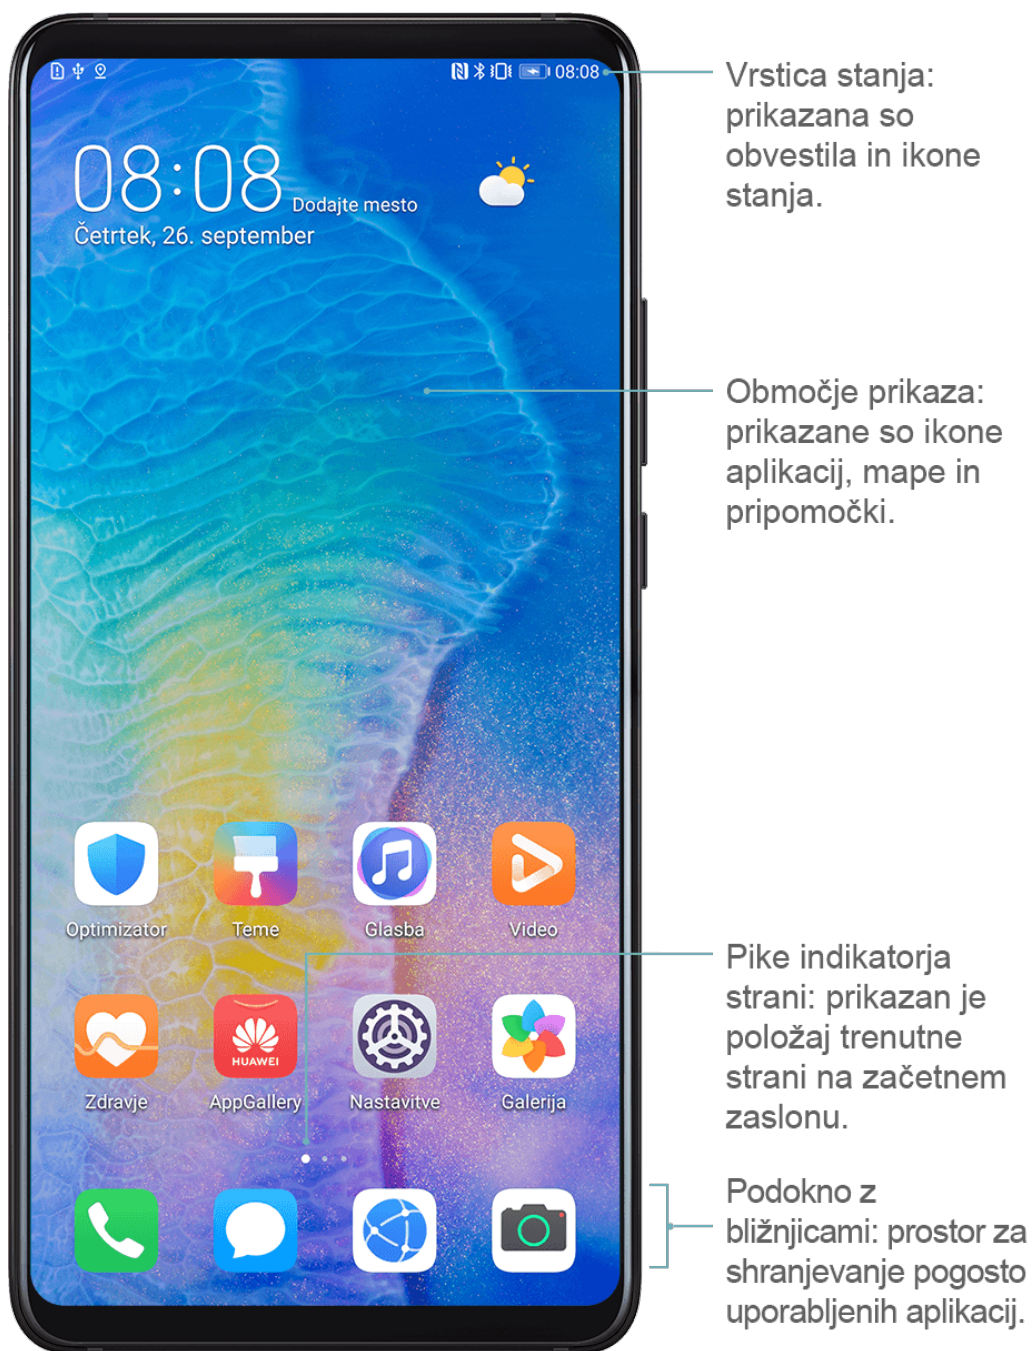 08:08
Vrstica stanja:
prikazana so
obvestila in ikone
stanja.
08:08
Dodajte mesto
Četrtek, 26. september
Območje prikaza:
prikazane so ikone
aplikacij, mape in
pripomočki.
Optimizator
Teme
Glasba
Video
Pike indikatorja
strani: prikazan je
položaj trenutne
strani na začetnem
zaslonu.
HUAWEI
Zdravje
AppGallery
Nastavitve
Galerija
Podokno z
bližnjicami: prostor za
shranjevanje pogosto
uporabljenih aplikacij.